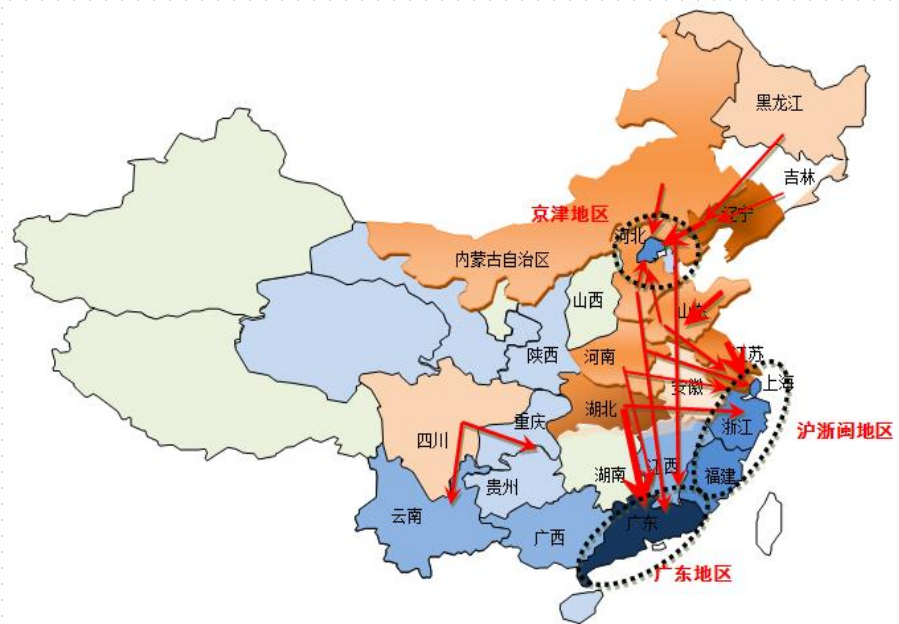 黑龙江
吉林
辽宁
京津地区
河北
内蒙古自治区
山西
山东
陕西
河南
江苏
上海
安徽
湖北
重庆
浙江
沪浙闽地区
四川
湖南
江西
福建
贵州
云南
广东
广西
广东地区